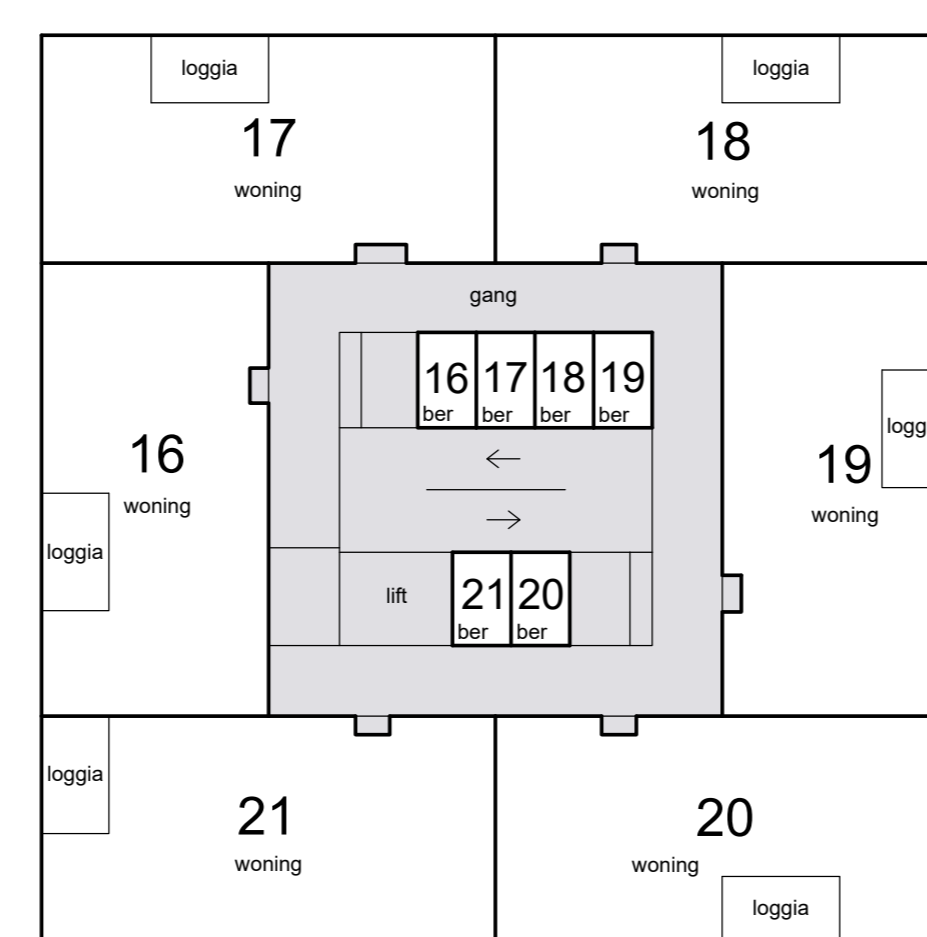 loggia
loggia
17
18
woning
woning
gang
16 17 18 19
ber ber ber ber
logg
16
19
woning
woning
loggia
lift
21 20
ber ber
loggia
21
20
woning
woning
loggia